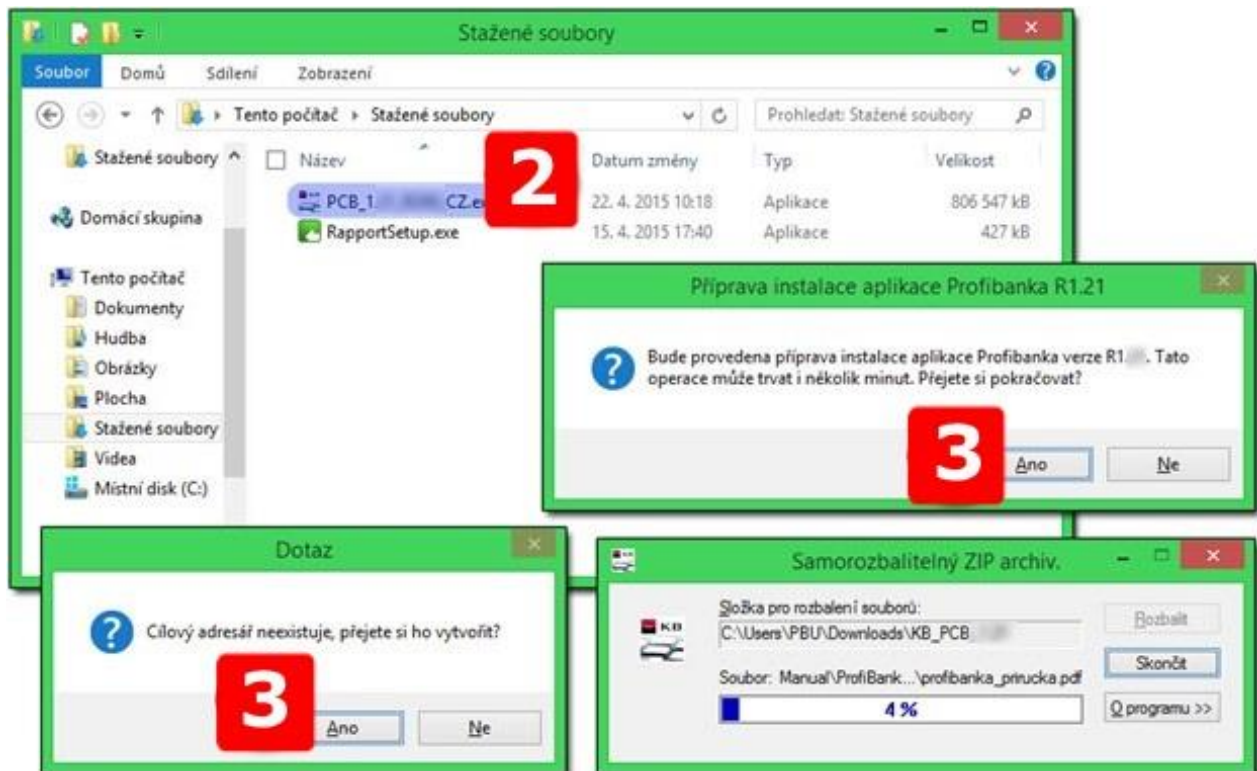 Stažené soubory
Soubor Domů Sdílení Zobrazení
Tento počítač Stažené soubory Prohledat: Stažené soubory
Stažené soubory
Název Datum změny Typ Velikost
2
PCB_1 CZ.e 22. 4. 2015 10:18 Aplikace 806 547 kB
RapportSetup.exe 15. 4. 2015 17:40 Aplikace 427 kB
Domácí skupina
Tento počítač
Dokumenty
Hudba
Obrázky
Plocha
Stažené soubory
Videa
Místní disk (C:)
Příprava instalace aplikace Profibanka R1.21
Bude provedena příprava instalace aplikace Profibanka verze R1 . Tato
operace může trvat i několik minut. Přejete si pokračovat?
3
Ano Ne
Dotaz
Cílový adresář neexistuje, přejete si ho vytvořit?
3
Ano Ne
Samorozbalitelný ZIP archiv.
KB
Složka pro rozbalení souborů:
C:\Users\PBU\Downloads\KB_PCB_
Soubor: Manual\ProfiBank...\profibanka_prirucka.pdf
4 %
Rozbalit
Skončit
O programu >>